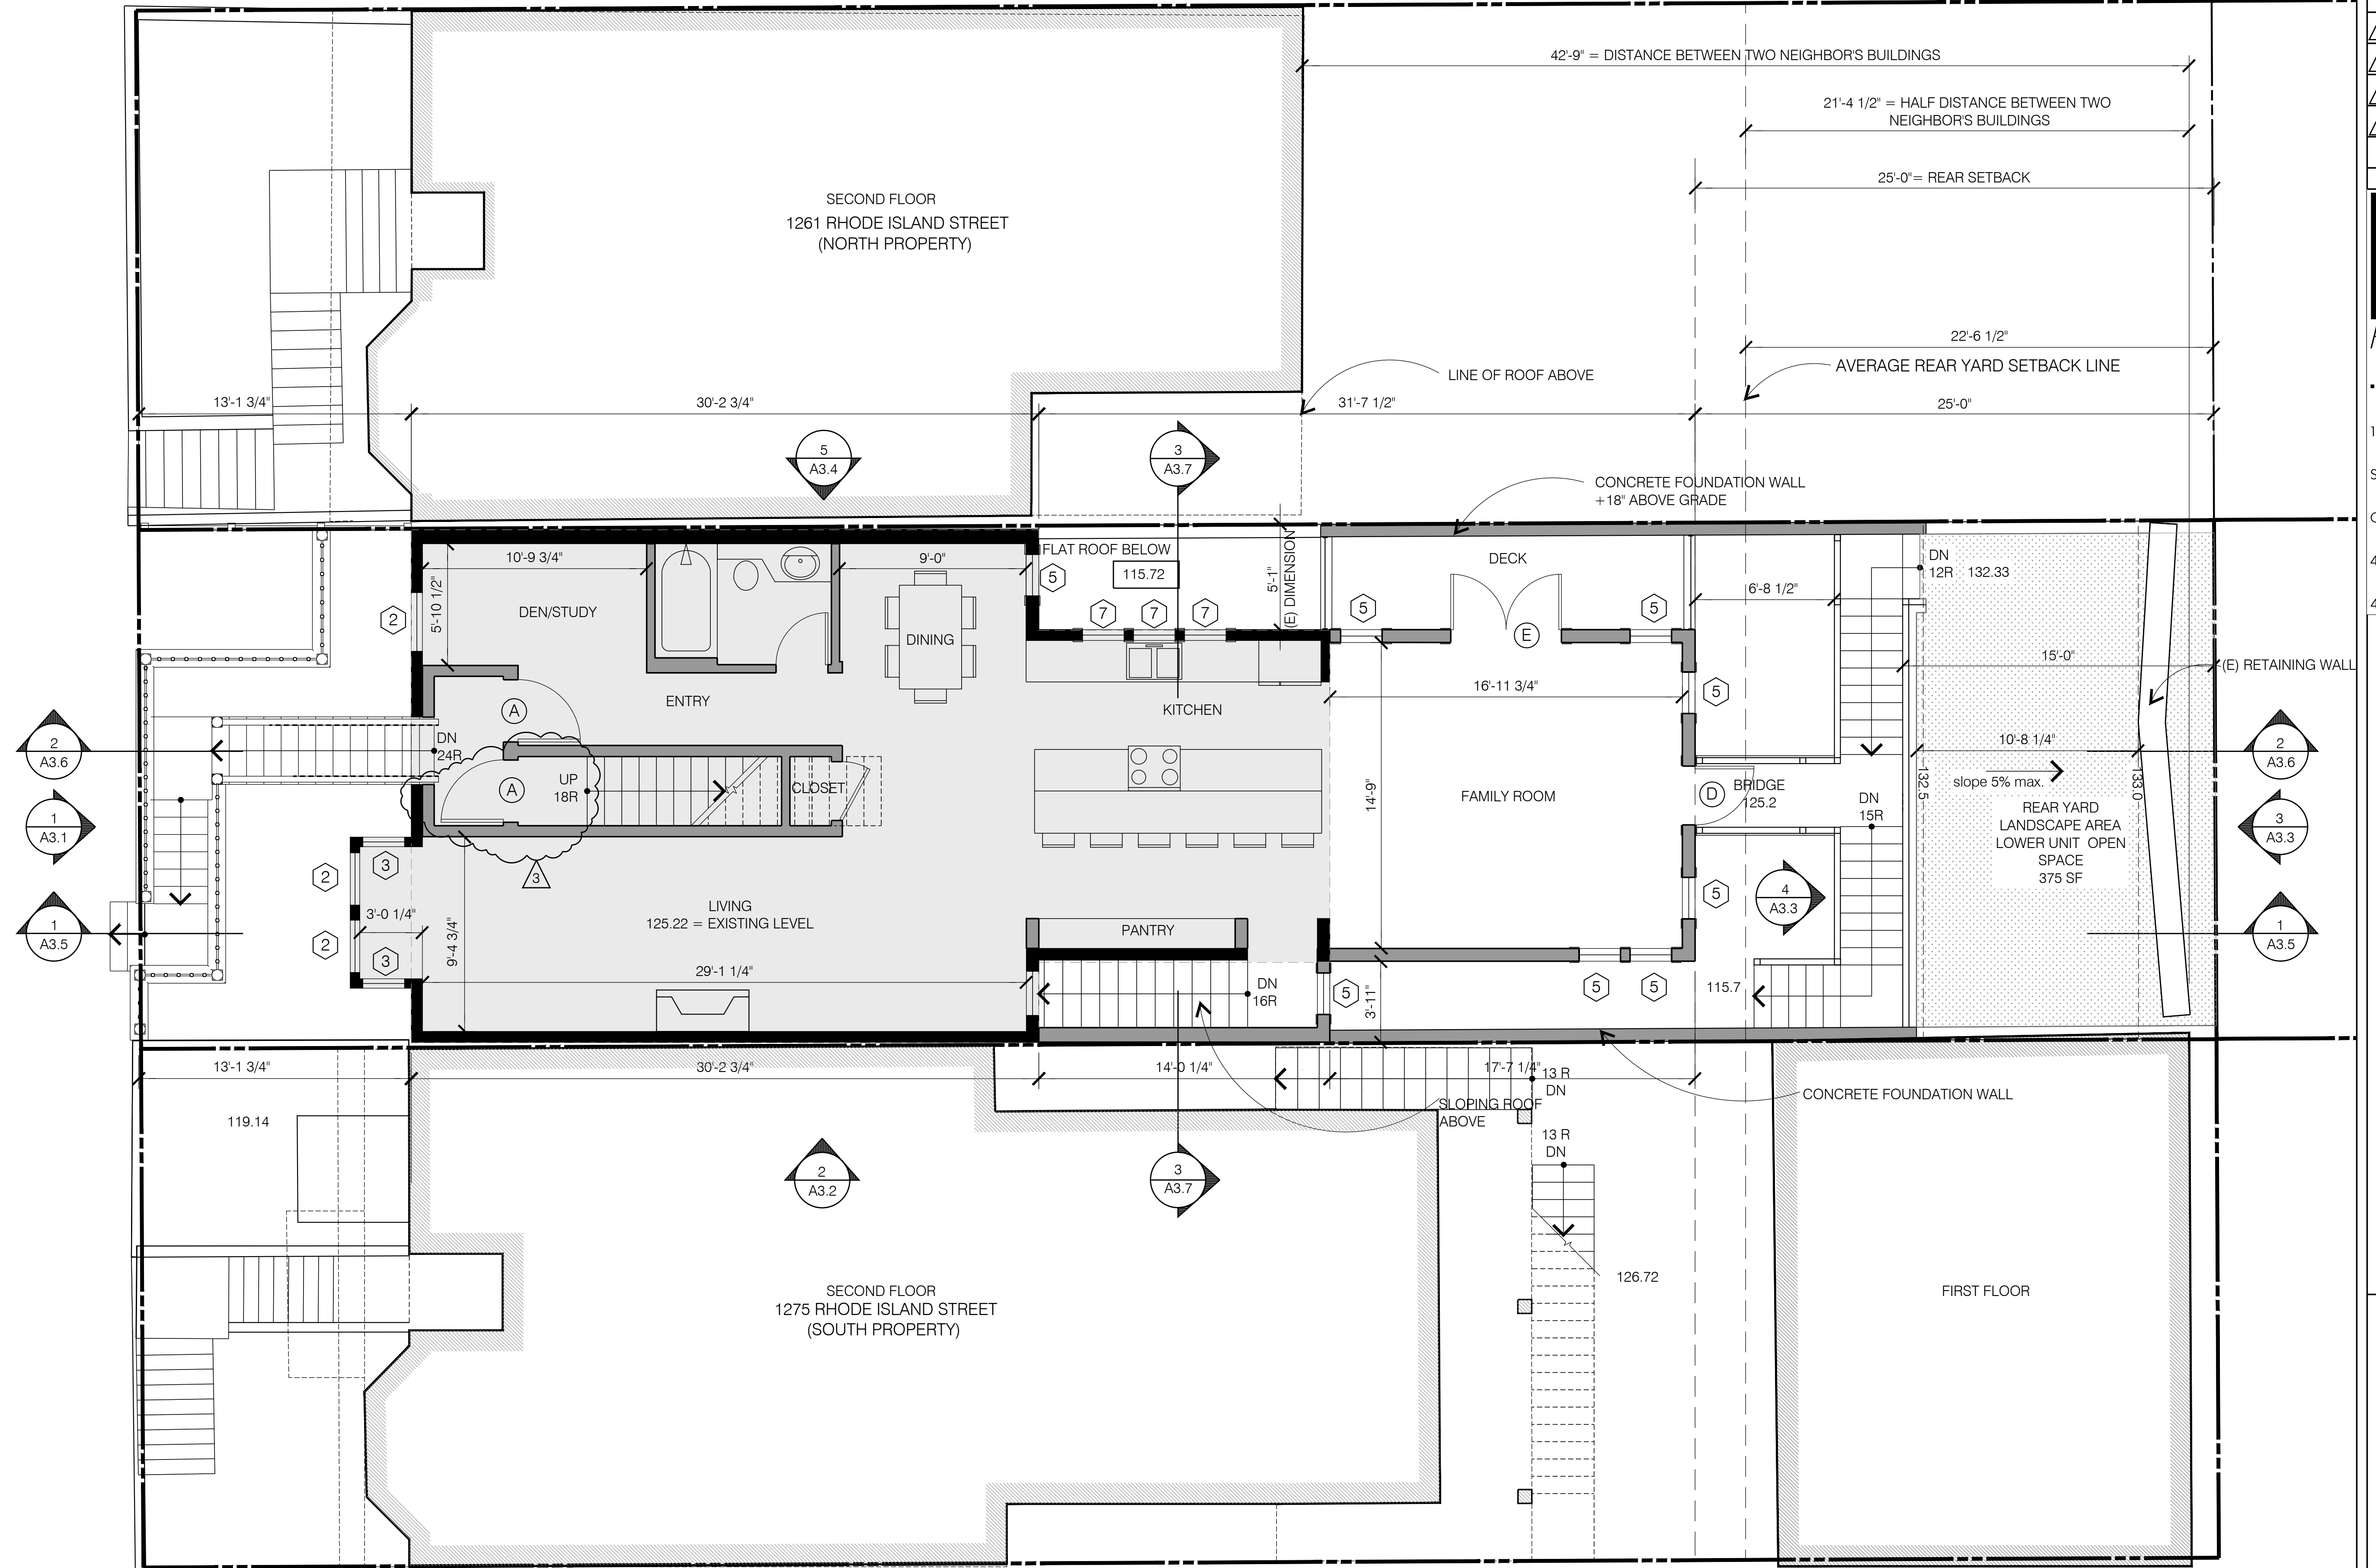 42'-9" = DISTANCE BETWEEN TWO NEIGHBOR'S BUILDINGS
21'-4 1/2" = HALF DISTANCE BETWEEN TWO
NEIGHBOR'S BUILDINGS
25'-0"= REAR SETBACK
SECOND FLOOR
1261 RHODE ISLAND STREET
(NORTH PROPERTY)
22'-6 1/2"
AVERAGE REAR YARD SETBACK LINE
LINE OF ROOF ABOVE
13'-1 3/4"
30'-2 3/4"
31'-7 1/2"
25'-0"
5
A3.4
3
A3.7
CONCRETE FOUNDATION WALL
+18" ABOVE GRADE
10'-9 3/4"
9'-0"
FLAT ROOF BELOW
115.72
5
5'-1"
(E) DIMENSION
DECK
DN
12R
132.33
5'-10 1/2"
DEN/STUDY
2
DINING
7
7
7
5
5
E
6'-8 1/2"
15'-0"
(E) RETAINING WALL
16'-11 3/4"
5
ENTRY
A
KITCHEN
2
A3.6
DN
24R
10'-8 1/4"
2
A3.6
UP
18R
A
CLOSET
14'-9"
FAMILY ROOM
D
BRIDGE
125.2
DN
15R
132.5
slope 5% max.
133.0
1
A3.1
3
A3.3
REAR YARD
LANDSCAPE AREA
LOWER UNIT OPEN
SPACE
375 SF
3
2
3
5
4
A3.3
3'-0 1/4"
LIVING
125.22 = EXISTING LEVEL
PANTRY
1
A3.5
1
A3.5
2
3
9'-4 3/4"
29'-1 1/4"
DN
16R
5
3'-11"
5
5
115.7
13'-1 3/4"
30'-2 3/4"
14'-0 1/4"
17'-7 1/4"
13 R
DN
CONCRETE FOUNDATION WALL
SLOPING ROOF
ABOVE
119.14
13 R
DN
2
A3.2
3
A3.7
126.72
SECOND FLOOR
1275 RHODE ISLAND STREET
(SOUTH PROPERTY)
FIRST FLOOR